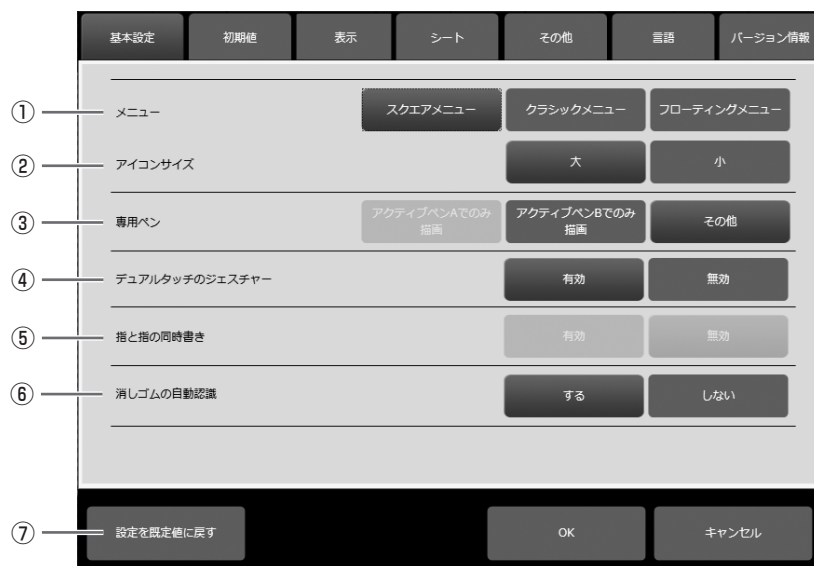 基本設定 初期値 表示 シート その他 言語 バージョン情報
① メニュー スクエアメニュー クラシックメニュー フローティングメニュー
② アイコンサイズ 大 小
③ 専用ペン アクティブペンAでのみ 描画 アクティブペンBでのみ 描画 その他
④ デュアルタッチのジェスチャー 有効 無効
⑤ 指と指の同時書き 有効 無効
⑥ 消しゴムの自動認識 する しない
⑦ 設定を既定値に戻す OK キャンセル